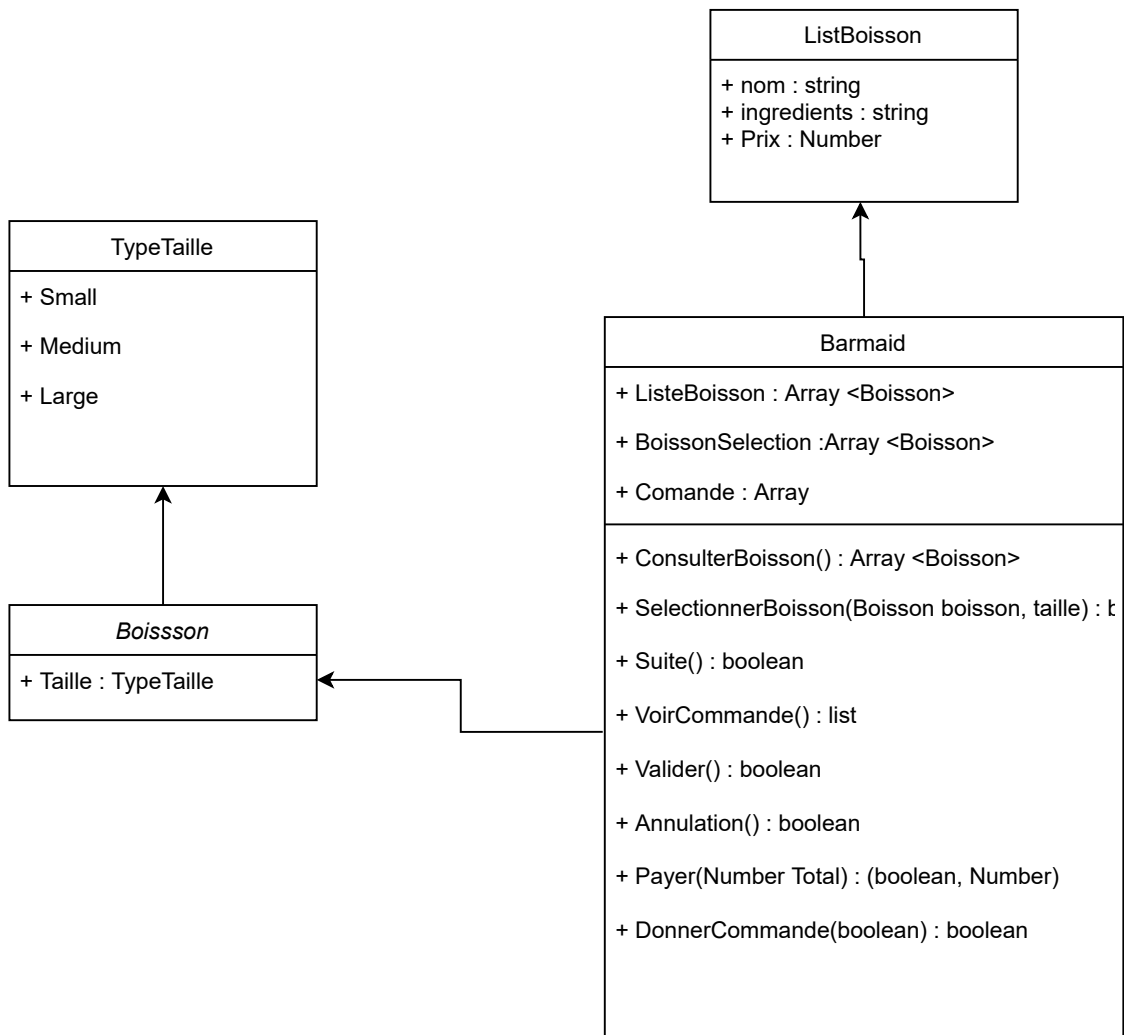 ListBoisson
+ nom : string
+ ingredients : string
+ Prix : Number
TypeTaille
+ Small
+ Medium
+ Large
Boissson
+ Taille : TypeTaille
Barmaid
+ ListeBoisson : Array <Boisson>
+ BoissonSelection :Array <Boisson>
+ Comande : Array
+ ConsulterBoisson() : Array <Boisson>
+ SelectionnerBoisson(Boisson boisson, taille) :
+ Suite() : boolean
+ VoirCommande() : list
+ Valider() : boolean
+ Annulation() : boolean
+ Payer(Number Total) : (boolean, Number)
+ DonnerCommande(boolean) : boolean